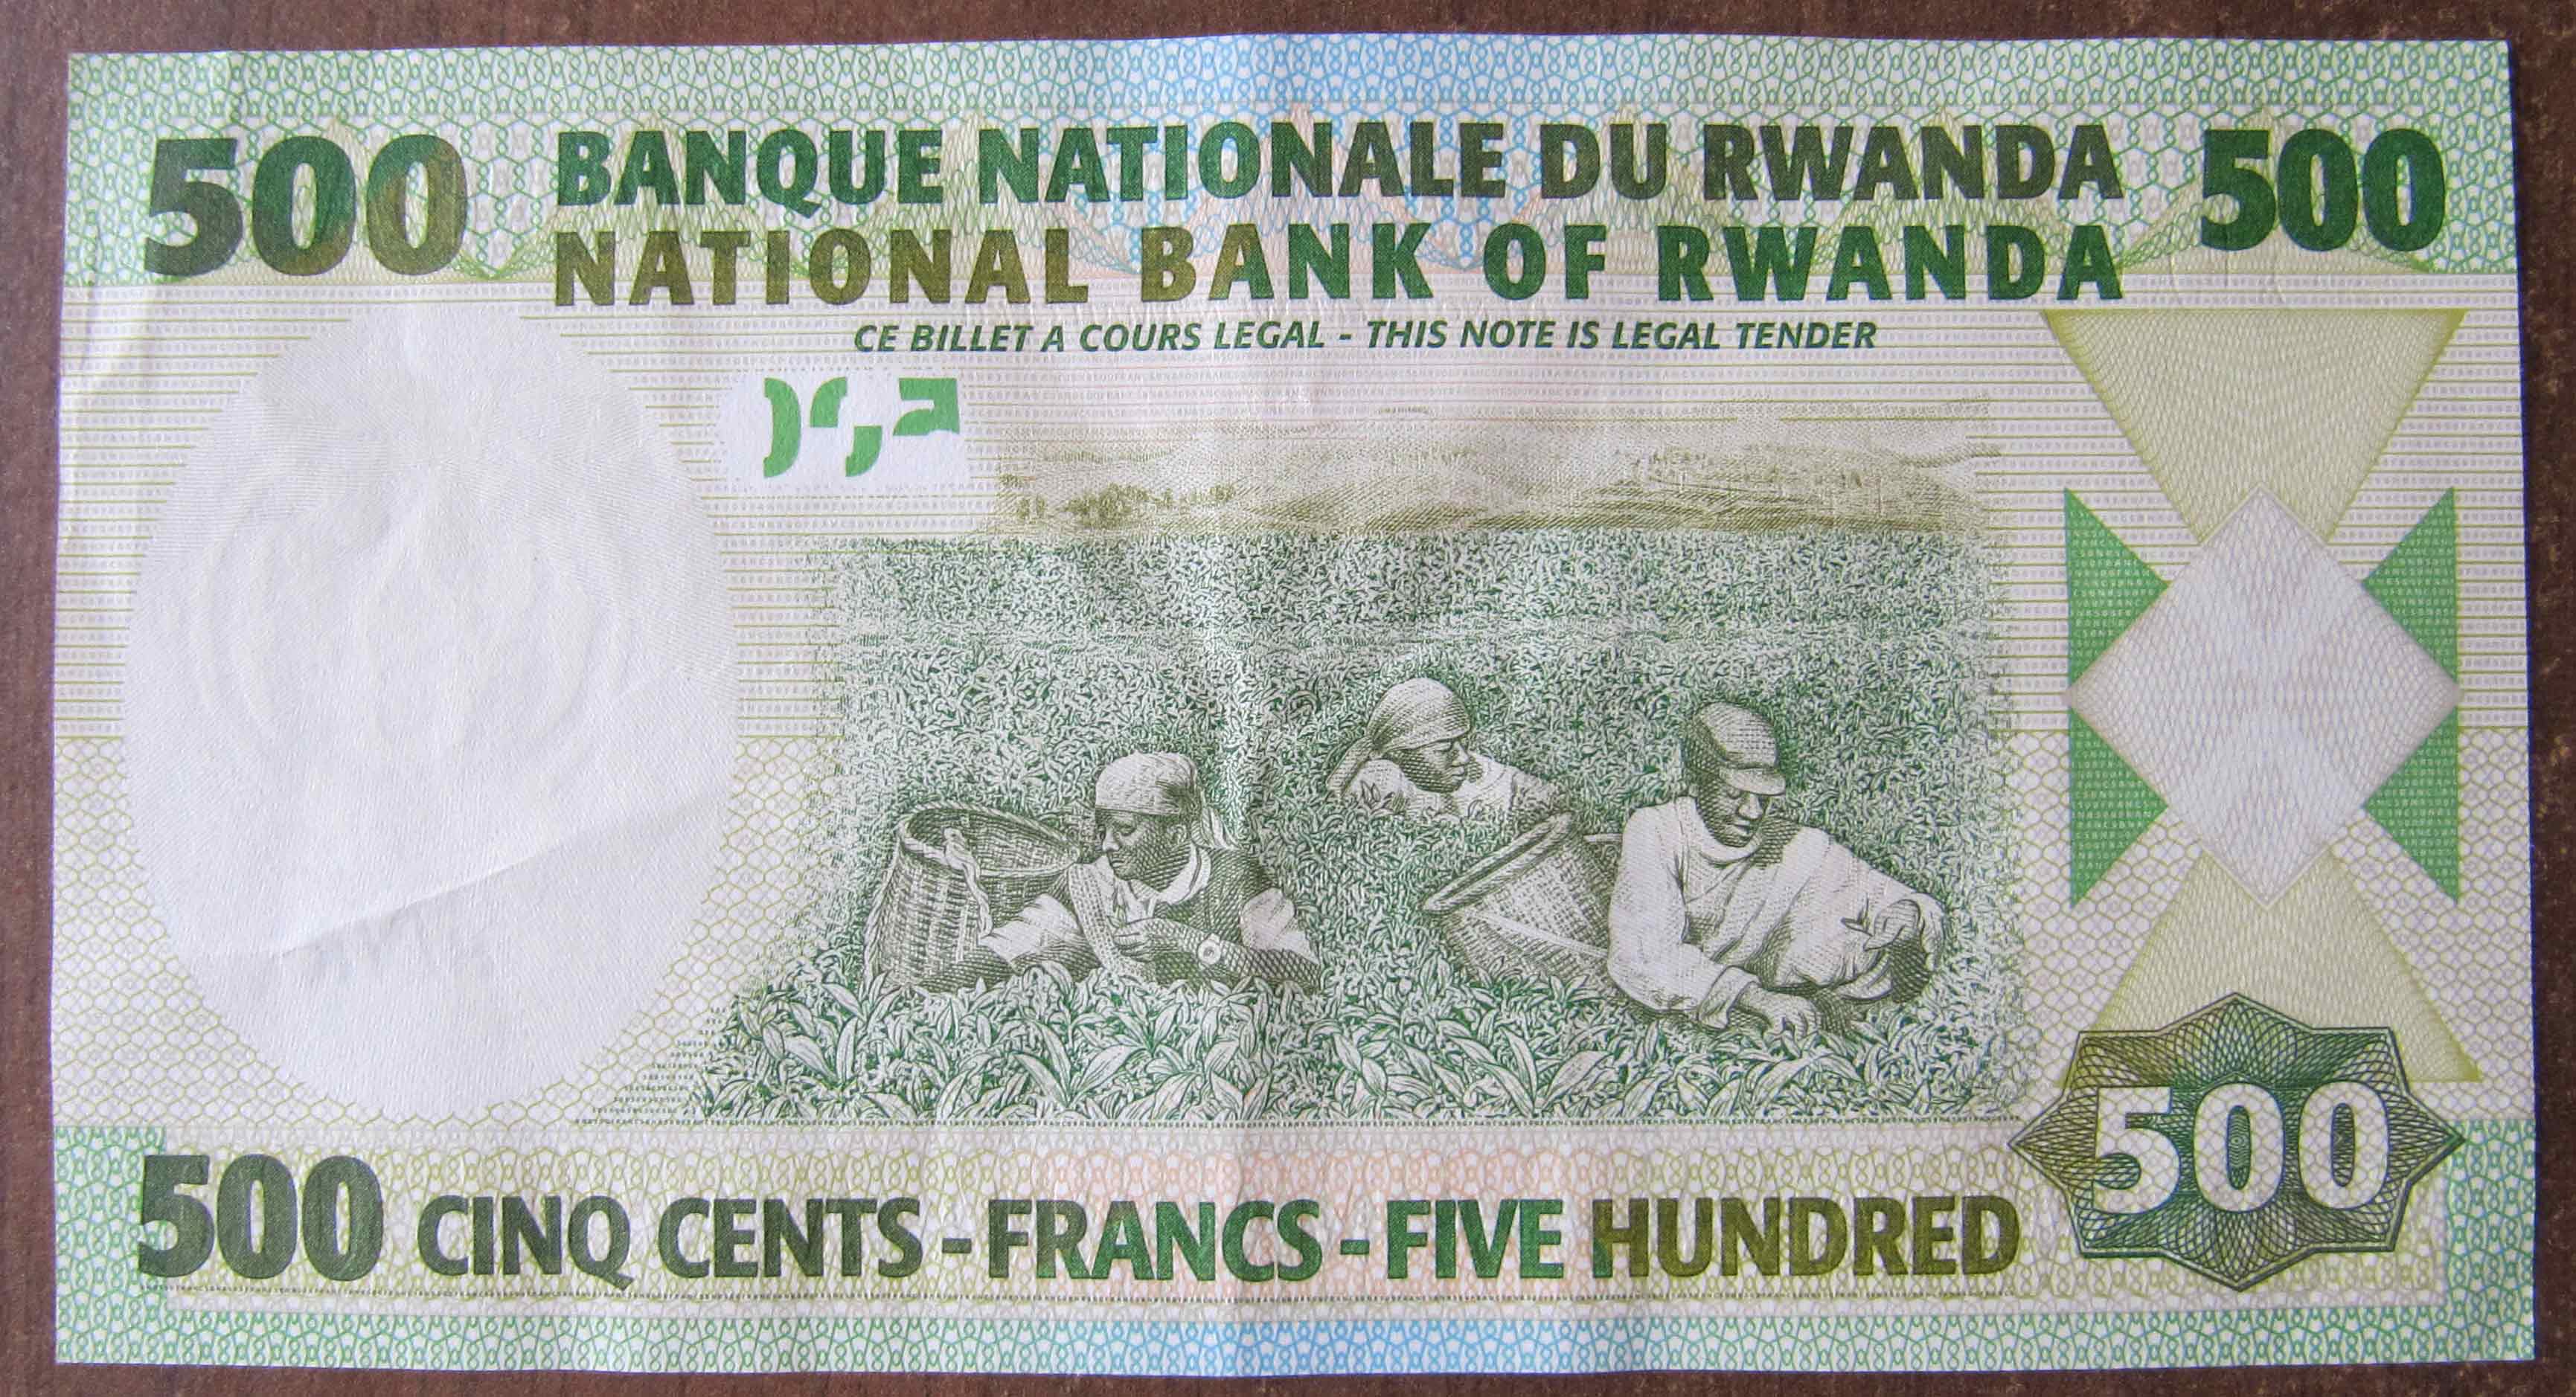 500 BANQUE NATIONALE DU RWANDA 500
NATIONAL BANK OF RWANDA
CE BILLET A COURS LEGAL - THIS NOTE IS LEGAL TENDER
500 CINQ CENTS - FRANCS - FIVE HUNDRED
500